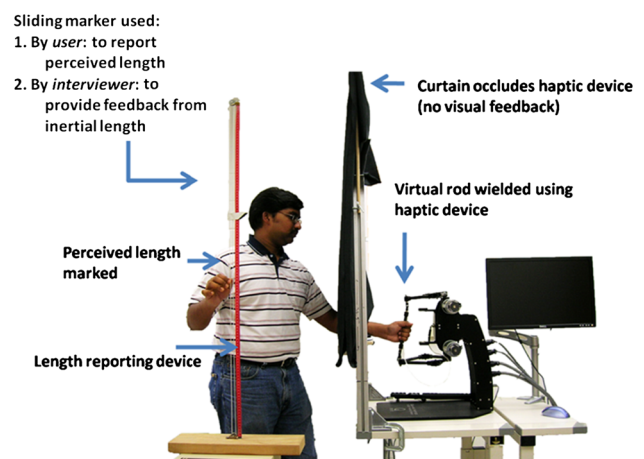 Sliding marker used:
1. By user: to report
perceived length
2. By interviewer: to
provide feedback from
inertial length
Curtain occludes haptic device
(no visual feedback)
Virtual rod wielded using
haptic device
Perceived length
marked
Length reporting device